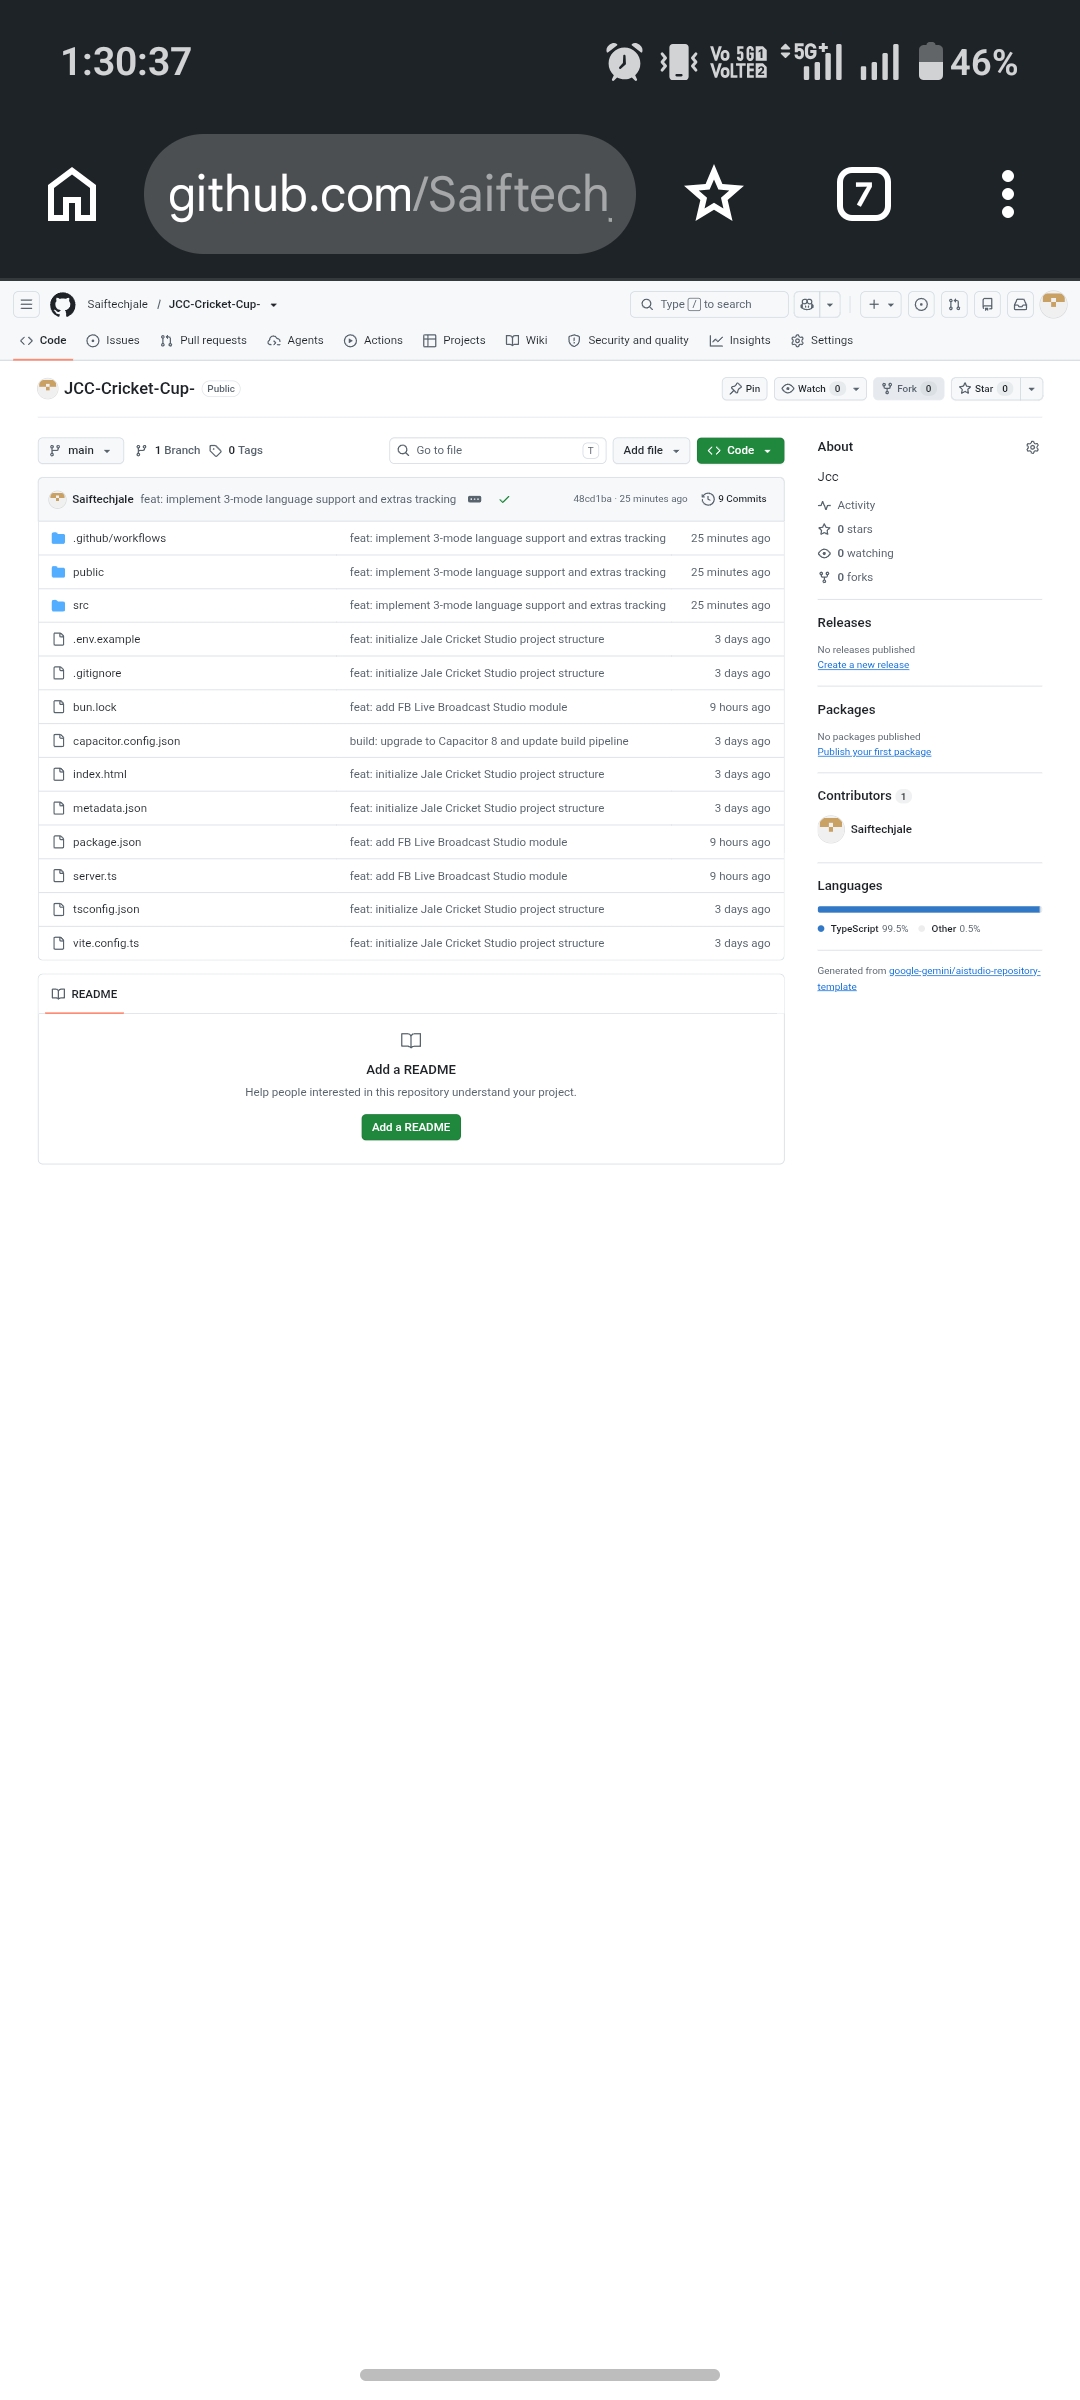 1:30:37 Vo 5G 1 VoLTE 2 5G+ 46%
github.com/Saiftech
7
Saiftechjale / JCC-Cricket-Cup- Type / to search
Code Issues Pull requests Agents Actions Projects Wiki Security and quality Insights Settings
JCC-Cricket-Cup- Public Pin Watch 0 Fork 0 Star 0
main 1 Branch 0 Tags Go to file T Add file Code
Saiftechjale feat: implement 3-mode language support and extras tracking 48cd1ba · 25 minutes ago 9 Commits
.github/workflows feat: implement 3-mode language support and extras tracking 25 minutes ago
public feat: implement 3-mode language support and extras tracking 25 minutes ago
src feat: implement 3-mode language support and extras tracking 25 minutes ago
.env.example feat: initialize Jale Cricket Studio project structure 3 days ago
.gitignore feat: initialize Jale Cricket Studio project structure 3 days ago
bun.lock feat: add FB Live Broadcast Studio module 9 hours ago
capacitor.config.json build: upgrade to Capacitor 8 and update build pipeline 3 days ago
index.html feat: initialize Jale Cricket Studio project structure 3 days ago
metadata.json feat: initialize Jale Cricket Studio project structure 3 days ago
package.json feat: add FB Live Broadcast Studio module 9 hours ago
server.ts feat: add FB Live Broadcast Studio module 9 hours ago
tsconfig.json feat: initialize Jale Cricket Studio project structure 3 days ago
vite.config.ts feat: initialize Jale Cricket Studio project structure 3 days ago
README
Add a README
Help people interested in this repository understand your project.
Add a README
About
Jcc
Activity
0 stars
0 watching
0 forks
Releases
No releases published
Create a new release
Packages
No packages published
Publish your first package
Contributors 1
Saiftechjale
Languages
TypeScript 99.5% Other 0.5%
Generated from google-gemini/aistudio-repository-
template